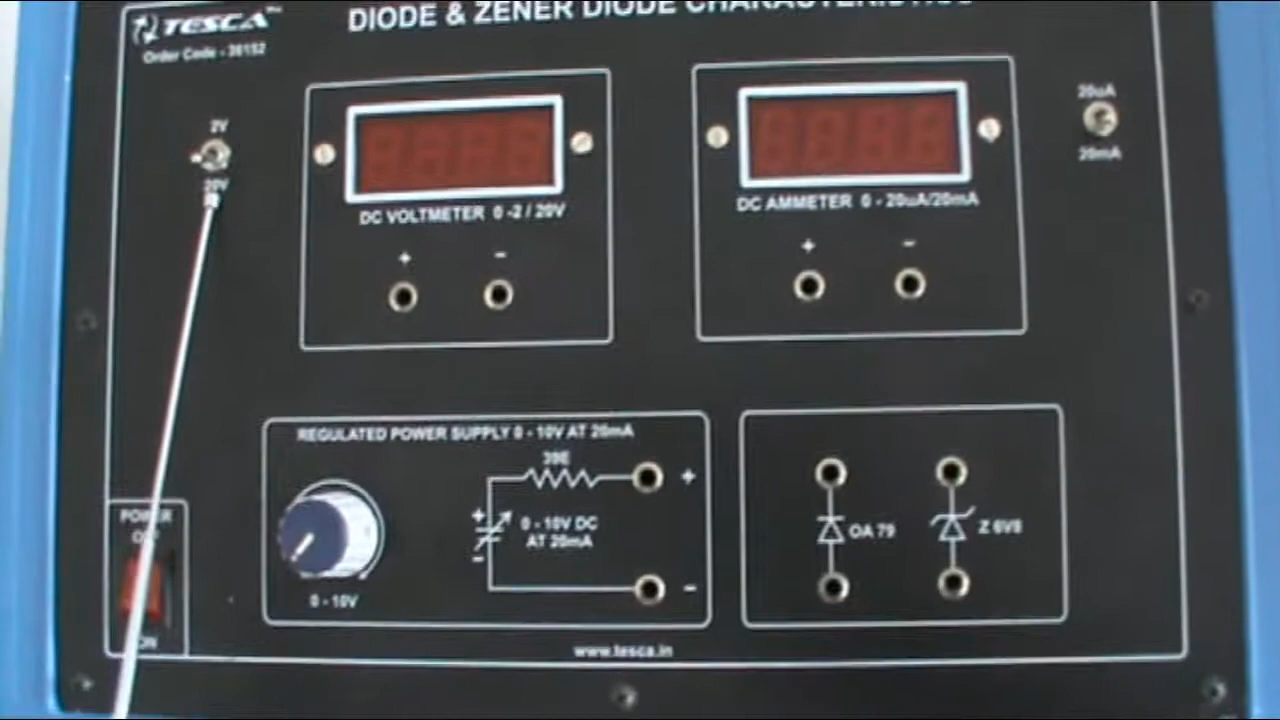 TESCA
Order Code - 36152
DIODE & ZENER DIODE CHARACTERISTICS
2V
20V
DC VOLTMETER 0 -2 / 20V
+ -
DC AMMETER 0 - 20uA/20mA
+ -
20uA
20mA
REGULATED POWER SUPPLY 0 - 10V AT 20mA
39E
+
+
0 - 10V DC
AT 20mA
-
-
0 - 10V
OA 79
Z 6V8
POWER
ON
www.tesca.in